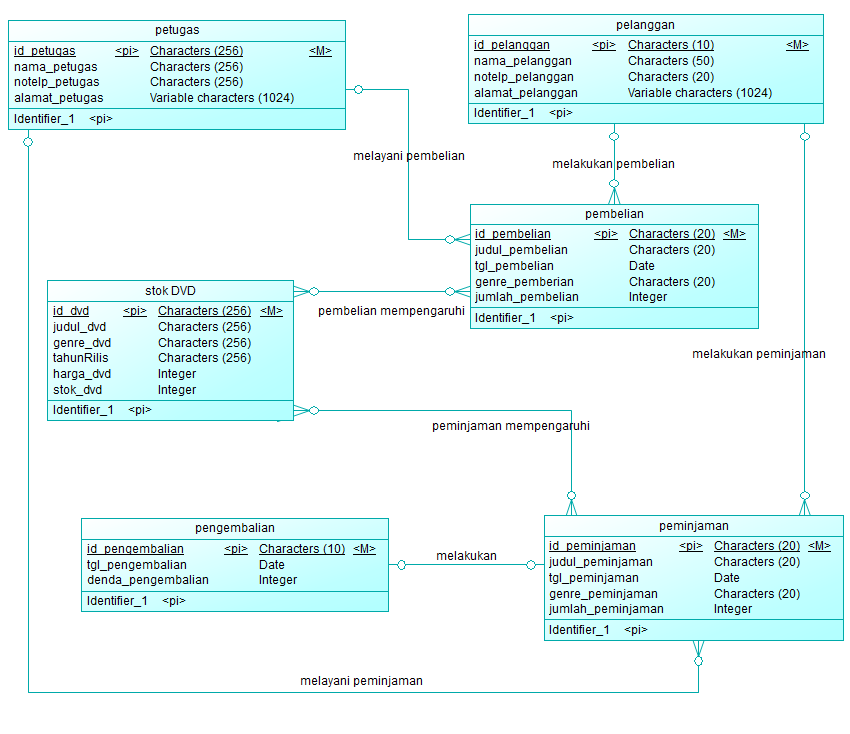 petugas
id_petugas <pi> Characters (256) <M>
nama_petugas Characters (256)
notelp_petugas Characters (256)
alamat_petugas Variable characters (1024)
Identifier_1 <pi>
pelanggan
id_pelanggan <pi> Characters (10) <M>
nama_pelanggan Characters (50)
notelp_pelanggan Characters (20)
alamat_pelanggan Variable characters (1024)
Identifier_1 <pi>
melayani pembelian
melakukan pembelian
pembelian
id_pembelian <pi> Characters (20) <M>
judul_pembelian Characters (20)
tgl_pembelian Date
genre_pemberian Characters (20)
jumlah_pembelian Integer
Identifier_1 <pi>
stok DVD
id_dvd <pi> Characters (256) <M>
judul_dvd Characters (256)
genre_dvd Characters (256)
tahunRilis Characters (256)
harga_dvd Integer
stok_dvd Integer
Identifier_1 <pi>
pembelian mempengaruhi
melakukan peminjaman
peminjaman mempengaruhi
pengembalian
id_pengembalian <pi> Characters (10) <M>
tgl_pengembalian Date
denda_pengembalian Integer
Identifier_1 <pi>
melakukan
peminjaman
id_peminjaman <pi> Characters (20) <M>
judul_peminjaman Characters (20)
tgl_peminjaman Date
genre_peminjaman Characters (20)
jumlah_peminjaman Integer
Identifier_1 <pi>
melayani peminjaman